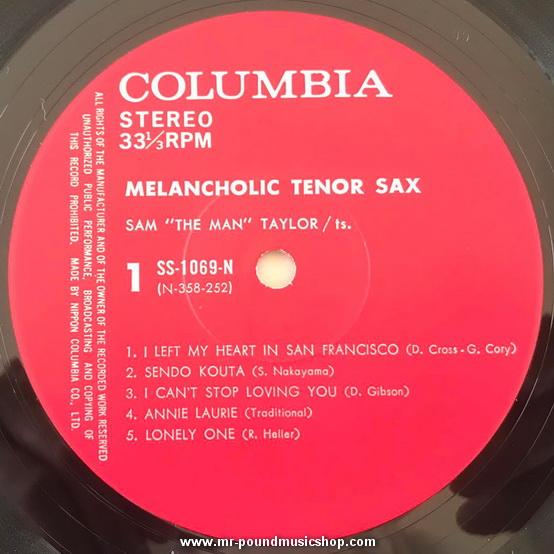 COLUMBIA
STEREO
33⅓RPM
MELANCHOLIC TENOR SAX
SAM "THE MAN" TAYLOR / ts.
1 SS-1069-N
(N-358-252)
1. I LEFT MY HEART IN SAN FRANCISCO (D. Cross-G. Cory)
2. SENDO KOUTA (S. Nakayama)
3. I CAN'T STOP LOVING YOU (D. Gibson)
4. ANNIE LAURIE (Traditional)
5. LONELY ONE (R. Heller)
ALL RIGHTS OF THE MANUFACTURER AND OF THE OWNER OF THE RECORDED WORK RESERVED
UNAUTHORIZED PUBLIC PERFORMANCE, BROADCASTING AND COPYING OF
THIS RECORD PROHIBITED. MADE BY NIPPON COLUMBIA CO., LTD.
www.mr-poundmusicshop.com